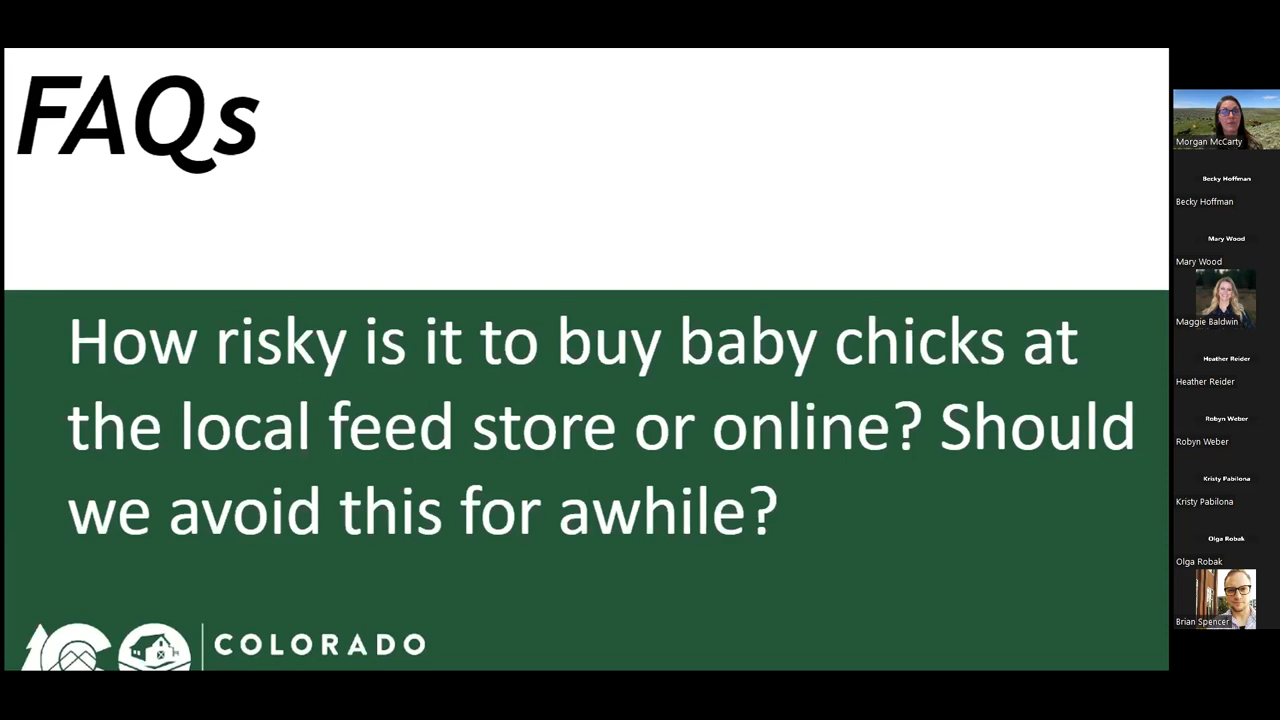 FAQs
How risky is it to buy baby chicks at
the local feed store or online? Should
we avoid this for awhile?
COLORADO
Morgan McCarty
Becky Hoffman
Becky Hoffman
Mary Wood
Mary Wood
Maggie Baldwin
Heather Reider
Heather Reider
Robyn Weber
Robyn Weber
Kristy Pabilona
Kristy Pabilona
Olga Robak
Olga Robak
Brian Spencer